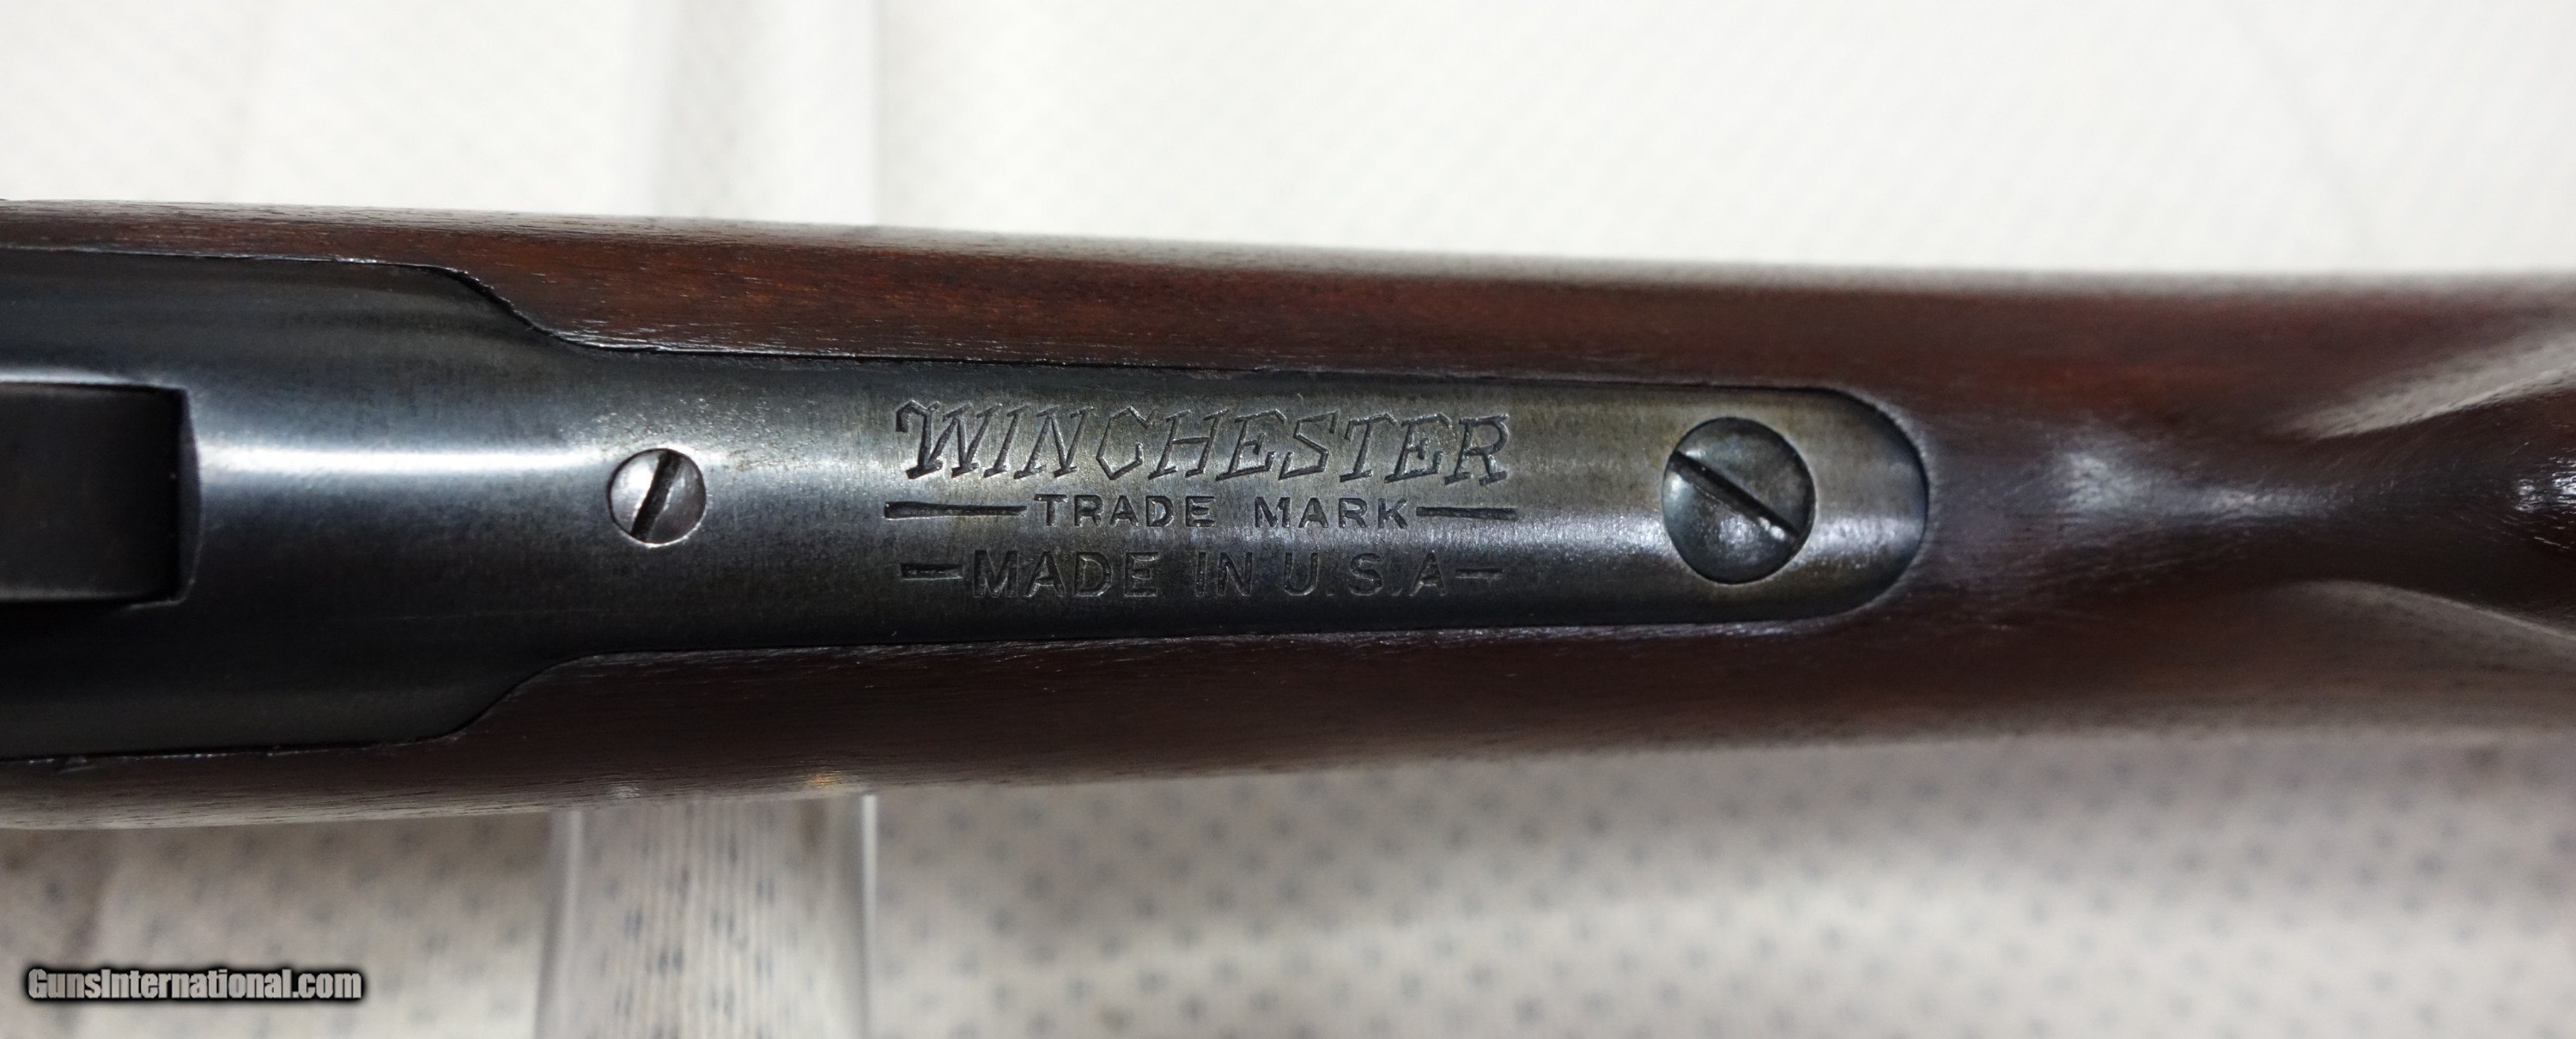 WINCHESTER
TRADE MARK
MADE IN U.S.A
GunsInternational.com